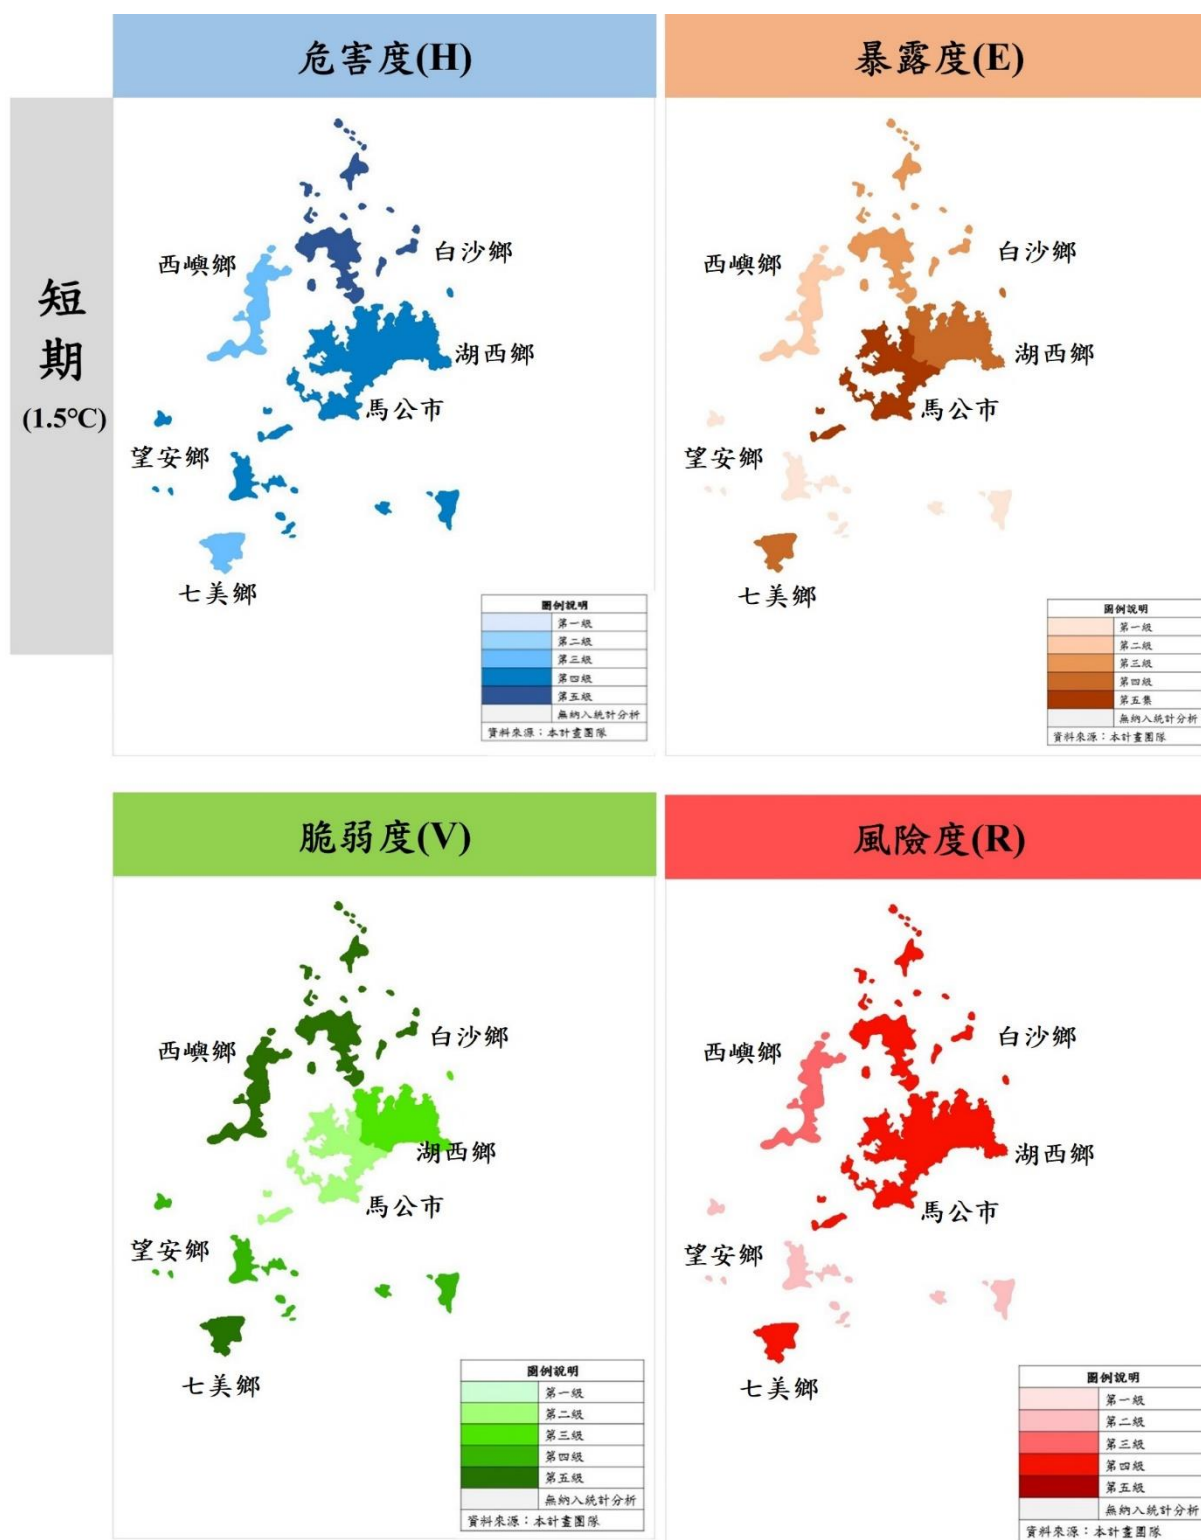 危害度(H)
暴露度(E)
短期
(1.5°C)
西嶼鄉
白沙鄉
湖西鄉
馬公市
望安鄉
七美鄉
圖例說明
第一級
第二級
第三級
第四級
第五級
無納入統計分析
資料來源：本計畫團隊
西嶼鄉
白沙鄉
湖西鄉
馬公市
望安鄉
七美鄉
圖例說明
第一級
第二級
第三級
第四級
第五集
無納入統計分析
資料來源：本計畫團隊
脆弱度(V)
風險度(R)
西嶼鄉
白沙鄉
湖西鄉
馬公市
望安鄉
七美鄉
圖例說明
第一級
第二級
第三級
第四級
第五級
無納入統計分析
資料來源：本計畫團隊
西嶼鄉
白沙鄉
湖西鄉
馬公市
望安鄉
七美鄉
圖例說明
第一級
第二級
第三級
第四級
第五級
無納入統計分析
資料來源：本計畫團隊